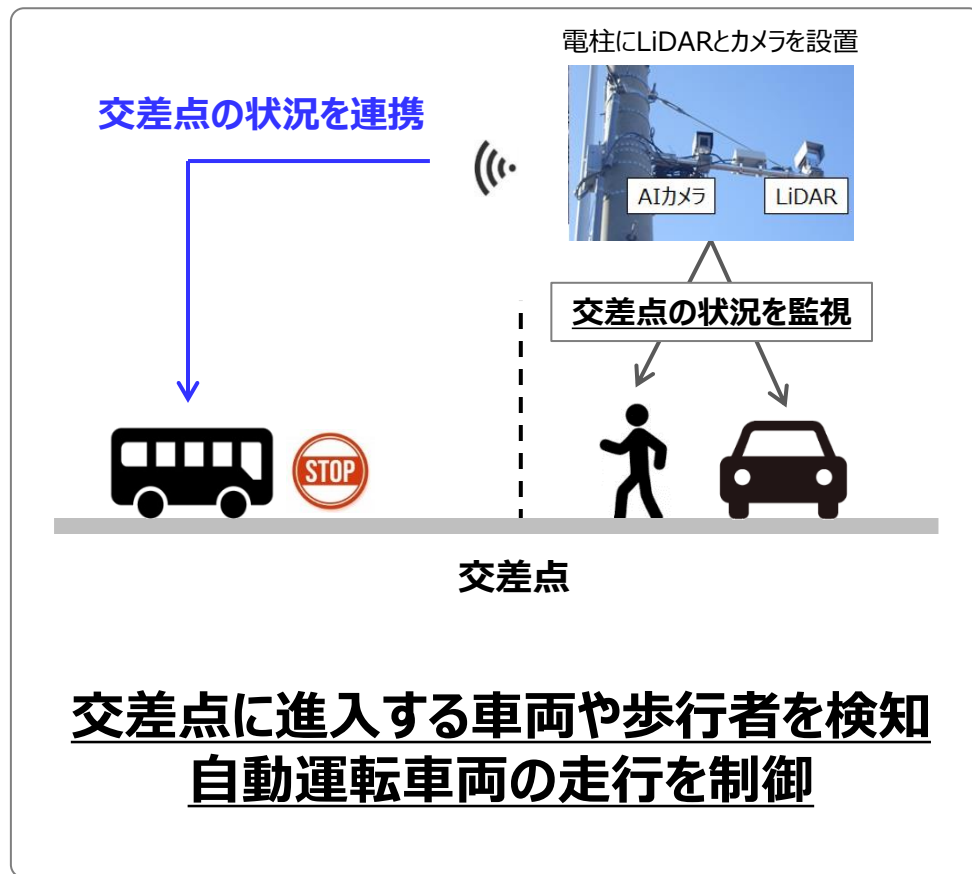 電柱にLiDARとカメラを設置
交差点の状況を連携
AIカメラ
LiDAR
交差点の状況を監視
STOP
交差点
交差点に進入する車両や歩行者を検知
自動運転車両の走行を制御